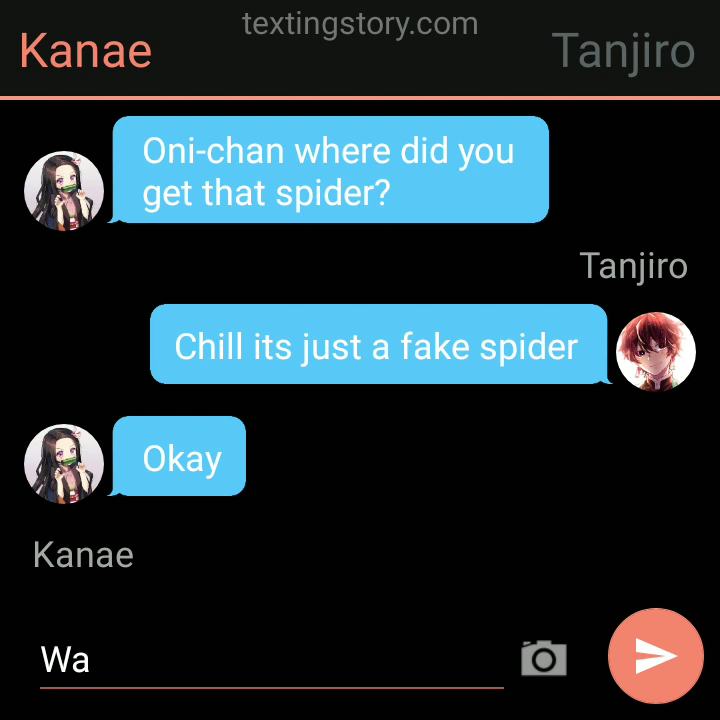 textingstory.com
Kanae
Tanjiro
Oni-chan where did you
get that spider?
Tanjiro
Chill its just a fake spider
Okay
Kanae
Wa